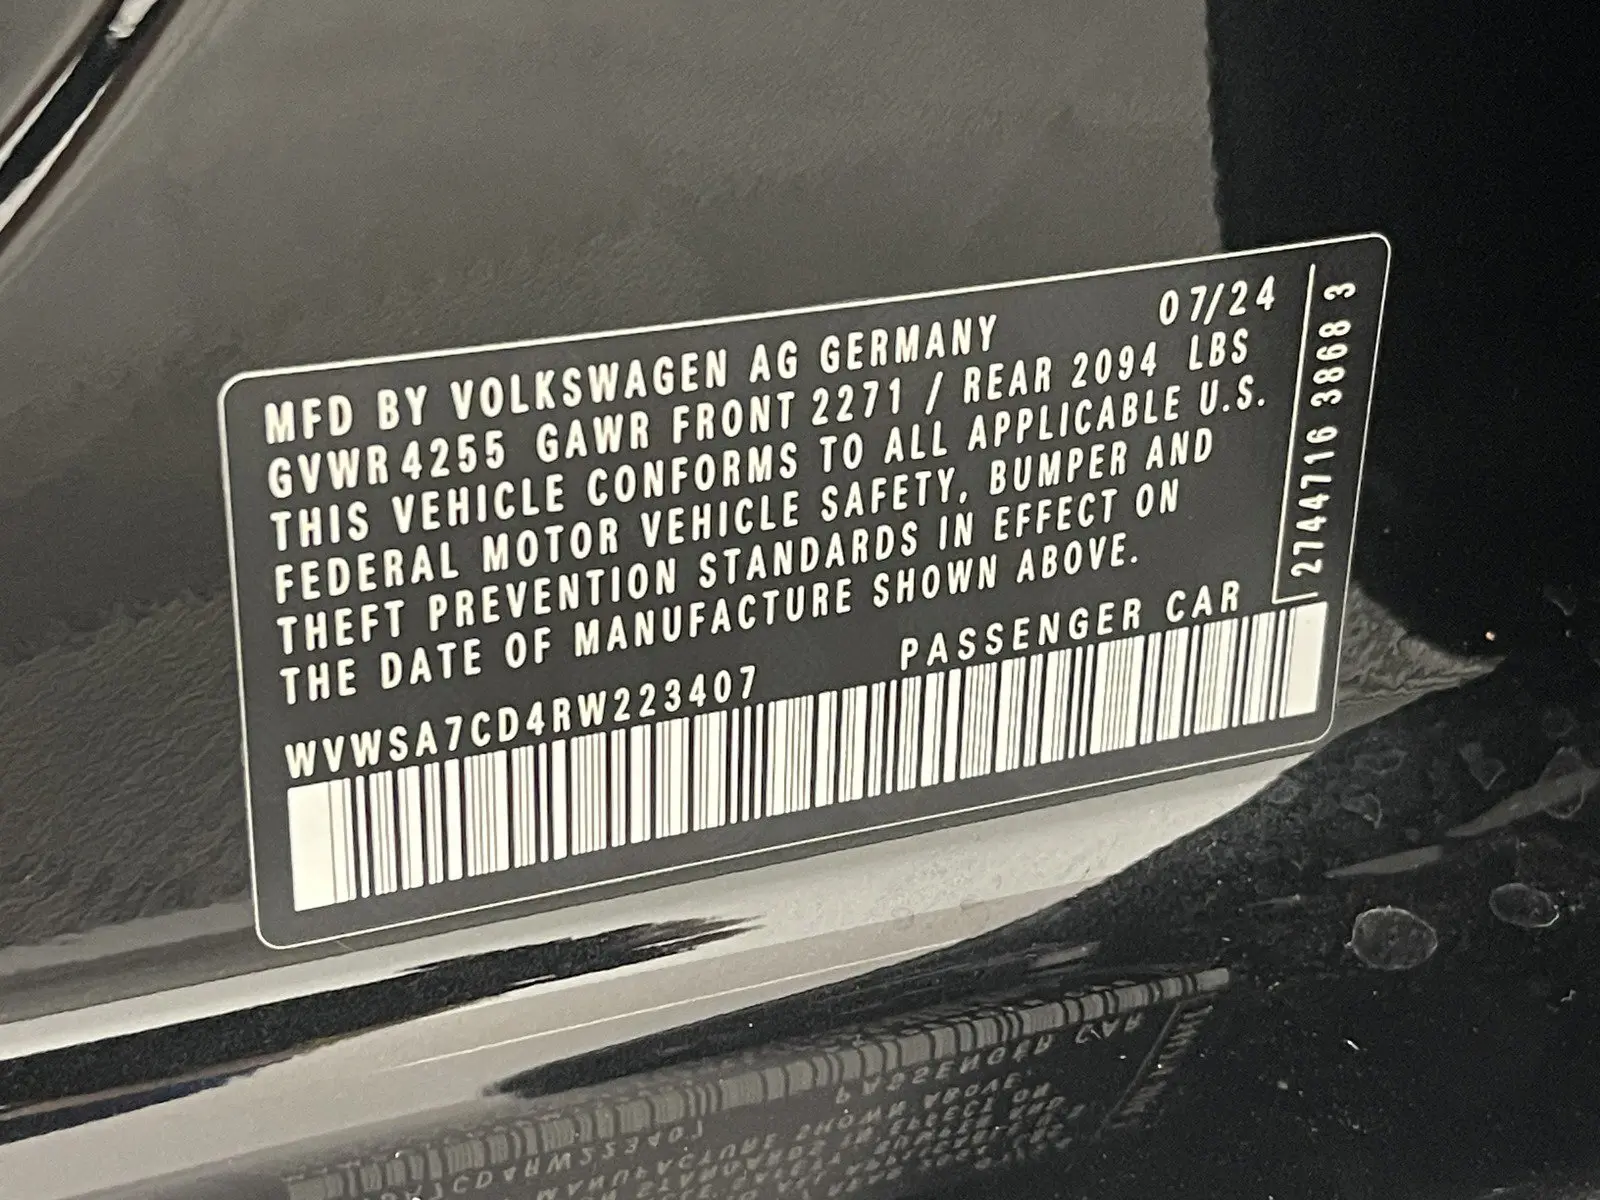 MFD BY VOLKSWAGEN AG GERMANY 07/24
GVWR 4255 GAWR FRONT 2271 / REAR 2094 LBS
THIS VEHICLE CONFORMS TO ALL APPLICABLE U.S.
FEDERAL MOTOR VEHICLE SAFETY, BUMPER AND
THEFT PREVENTION STANDARDS IN EFFECT ON
THE DATE OF MANUFACTURE SHOWN ABOVE.
WVWSA7CD4RW223407 PASSENGER CAR
2744716 3868 3